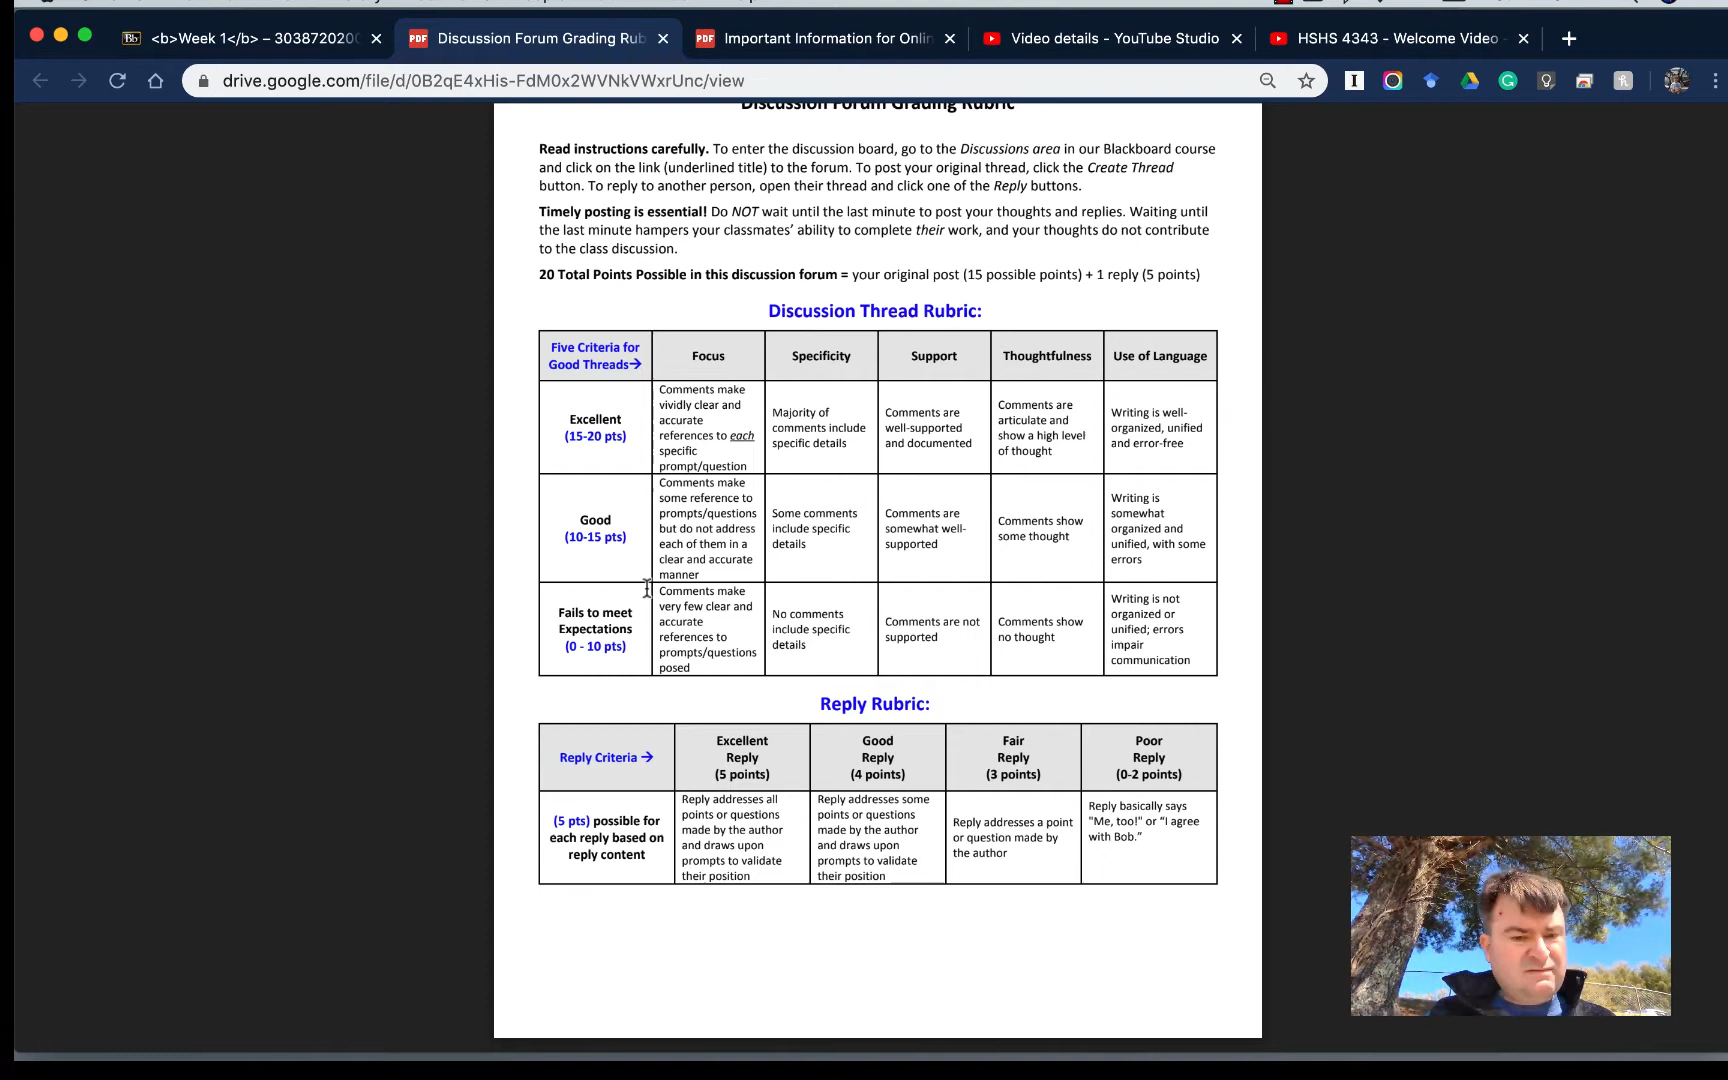 <b>Week 1</b> – 3038720200
Discussion Forum Grading Rub
Important Information for Onlin
Video details - YouTube Studio
HSHS 4343 - Welcome Video -
drive.google.com/file/d/0B2qE4xHis-FdM0x2WVNkVWxrUnc/view
Discussion Forum Grading Rubric
Read instructions carefully. To enter the discussion board, go to the Discussions area in our Blackboard course
and click on the link (underlined title) to the forum. To post your original thread, click the Create Thread
button. To reply to another person, open their thread and click one of the Reply buttons.
Timely posting is essential! Do NOT wait until the last minute to post your thoughts and replies. Waiting until
the last minute hampers your classmates’ ability to complete their work, and your thoughts do not contribute
to the class discussion.
20 Total Points Possible in this discussion forum = your original post (15 possible points) + 1 reply (5 points)
Discussion Thread Rubric:
Five Criteria for
Good Threads→
Focus
Specificity
Support
Thoughtfulness
Use of Language
Excellent
(15-20 pts)
Comments make
vividly clear and
accurate
references to each
specific
prompt/question
Majority of
comments include
specific details
Comments are
well-supported
and documented
Comments are
articulate and
show a high level
of thought
Writing is well-
organized, unified
and error-free
Good
(10-15 pts)
Comments make
some reference to
prompts/questions
but do not address
each of them in a
clear and accurate
manner
Some comments
include specific
details
Comments are
somewhat well-
supported
Comments show
some thought
Writing is
somewhat
organized and
unified, with some
errors
Fails to meet
Expectations
(0 - 10 pts)
Comments make
very few clear and
accurate
references to
prompts/questions
posed
No comments
include specific
details
Comments are not
supported
Comments show
no thought
Writing is not
organized or
unified; errors
impair
communication
Reply Rubric:
Reply Criteria →
Excellent
Reply
(5 points)
Good
Reply
(4 points)
Fair
Reply
(3 points)
Poor
Reply
(0-2 points)
(5 pts) possible for
each reply based on
reply content
Reply addresses all
points or questions
made by the author
and draws upon
prompts to validate
their position
Reply addresses some
points or questions
made by the author
and draws upon
prompts to validate
their position
Reply addresses a point
or question made by
the author
Reply basically says
"Me, too!" or “I agree
with Bob.”